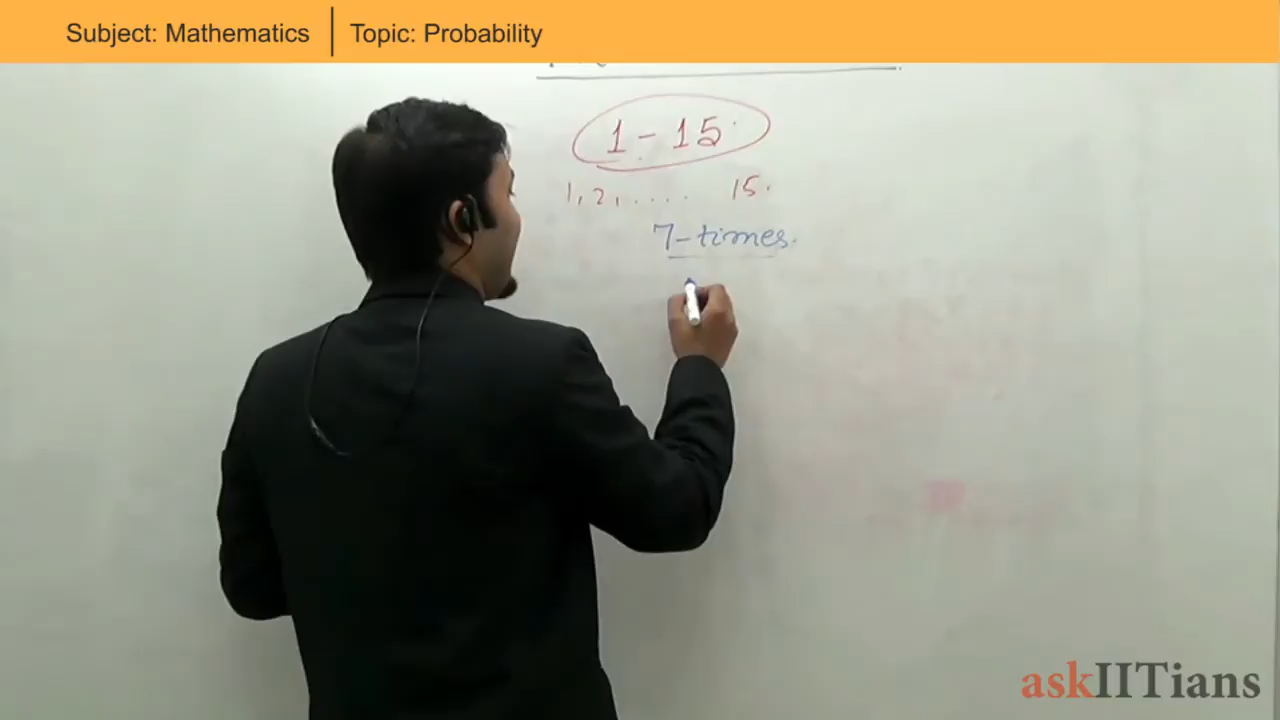 Subject: Mathematics | Topic: Probability
1 - 15.
1, 2, .... 15.
7-times.
askIITians